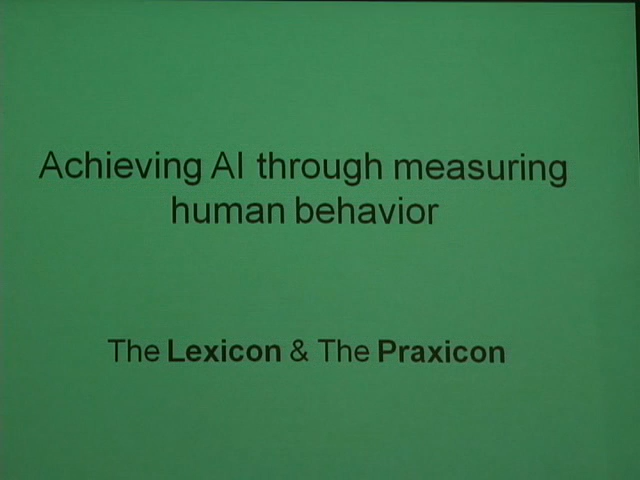 Achieving AI through measuring
human behavior
The Lexicon & The Praxicon